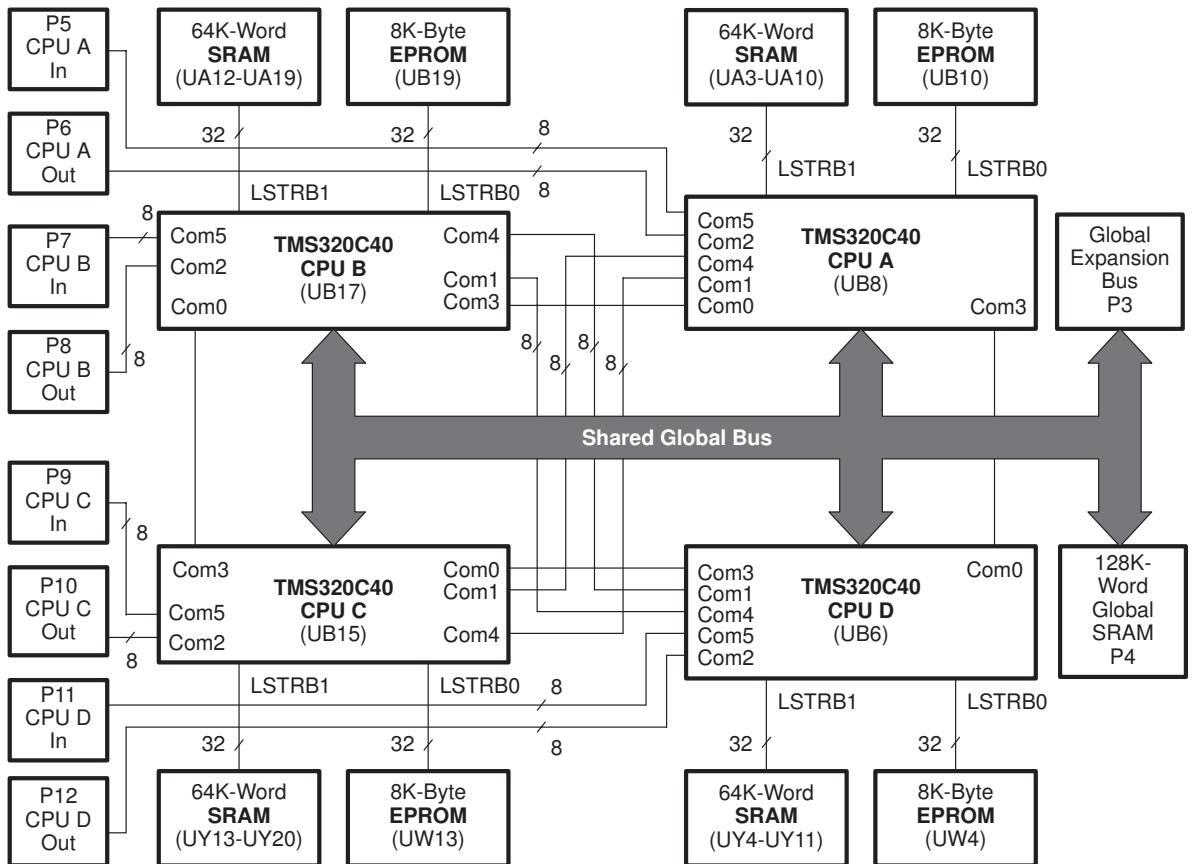 P5
CPU A
In
64K-Word
SRAM
(UA12-UA19)
8K-Byte
EPROM
(UB19)
64K-Word
SRAM
(UA3-UA10)
8K-Byte
EPROM
(UB10)
P6
CPU A
Out
32
32
8
8
32
32
LSTRB1
LSTRB0
LSTRB1
LSTRB0
P7
CPU B
In
8
Com5
Com2
Com0
TMS320C40
CPU B
(UB17)
Com4
Com1
Com3
Com5
Com2
Com4
Com1
Com0
TMS320C40
CPU A
(UB8)
Com3
Global
Expansion
Bus
P3
P8
CPU B
Out
8
8
8
8
8
Shared Global Bus
P9
CPU C
In
8
P10
CPU C
Out
8
Com3
Com5
Com2
TMS320C40
CPU C
(UB15)
Com0
Com1
Com4
Com3
Com1
Com4
Com5
Com2
TMS320C40
CPU D
(UB6)
Com0
128K-
Word
Global
SRAM
P4
P11
CPU D
In
LSTRB1
LSTRB0
8
8
LSTRB1
LSTRB0
32
32
32
32
P12
CPU D
Out
64K-Word
SRAM
(UY13-UY20)
8K-Byte
EPROM
(UW13)
64K-Word
SRAM
(UY4-UY11)
8K-Byte
EPROM
(UW4)